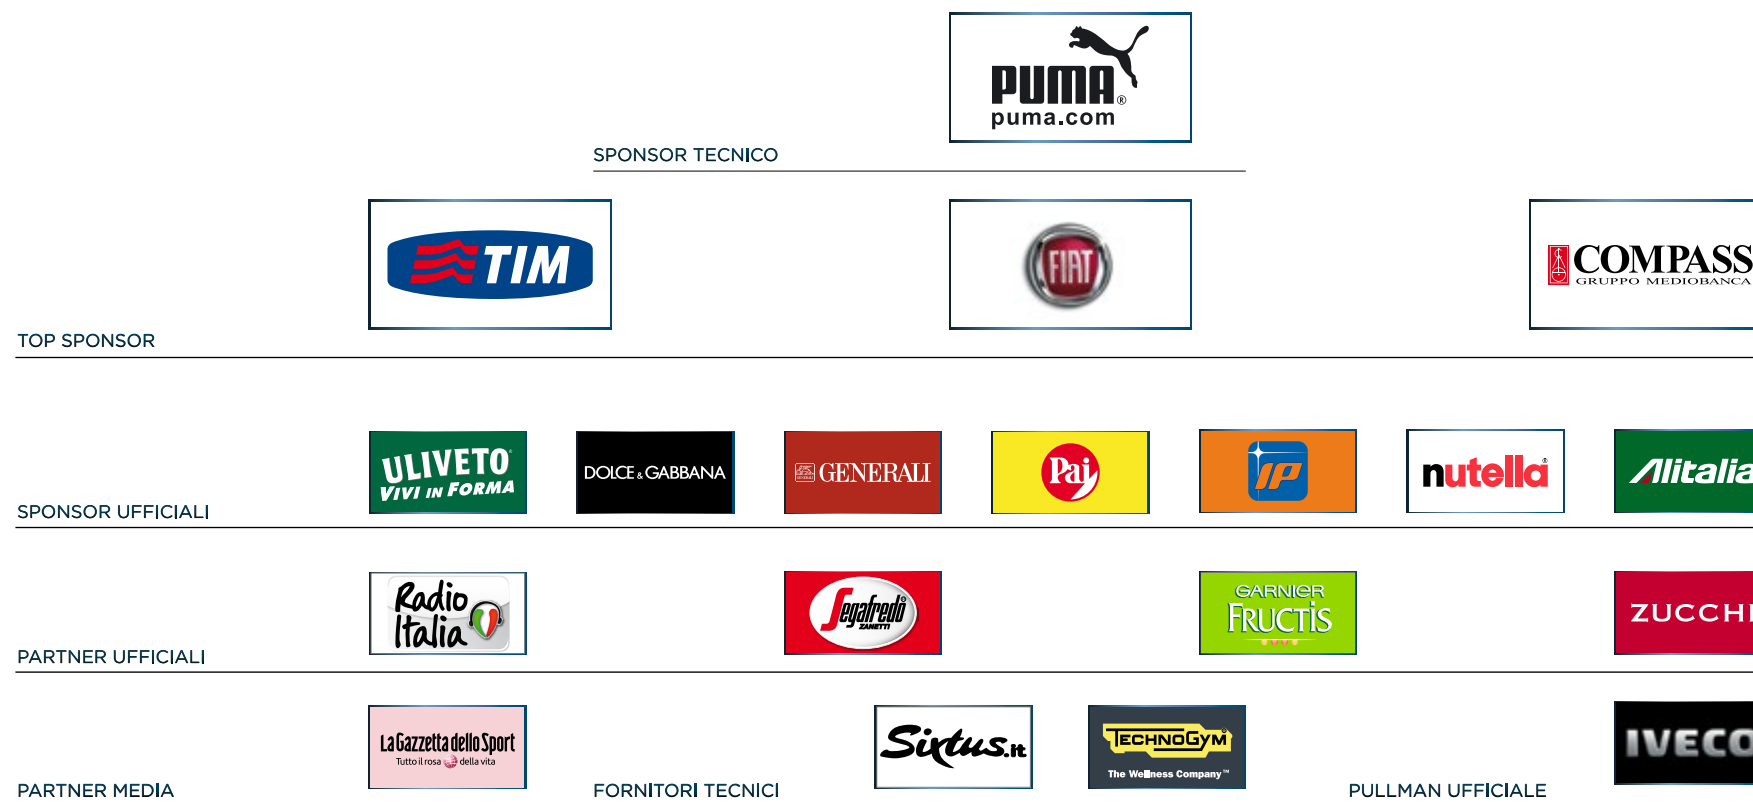 PUMA®
puma.com
SPONSOR TECNICO
TIM
FIAT
COMPASS
GRUPPO MEDIOBANCA
TOP SPONSOR
ULIVETO
VIVI IN FORMA
DOLCE & GABBANA
GENERALI
Pai
IP
nutella®
Alitalia
SPONSOR UFFICIALI
Radio
Italia
Segafredo
ZANETTI
GARNIER
FRUCTIS
ZUCCHI
PARTNER UFFICIALI
La Gazzetta dello Sport
Tutto il rosa della vita
Sixtus.it
TECHNOGYM
The Wellness Company™
IVECO
PARTNER MEDIA
FORNITORI TECNICI
PULLMAN UFFICIALE